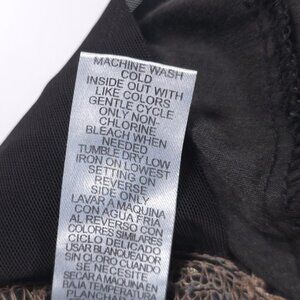 MACHINE WASH
COLD
INSIDE OUT WITH
LIKE COLORS
GENTLE CYCLE
ONLY NON-
CHLORINE
BLEACH WHEN
NEEDED
TUMBLE DRY LOW
IRON ON LOWEST
SETTING ON
REVERSE
SIDE ONLY
LAVAR A MAQUINA
CON AGUA FRIA
AL REVERSO CON
COLORES SIMILARES
CICLO DELICADO
USAR BLANQUEADOR
SIN CLORO CUANDO
SE NECESITE
SECAR A MAQUINA EN
BAJA TEMPERATURA